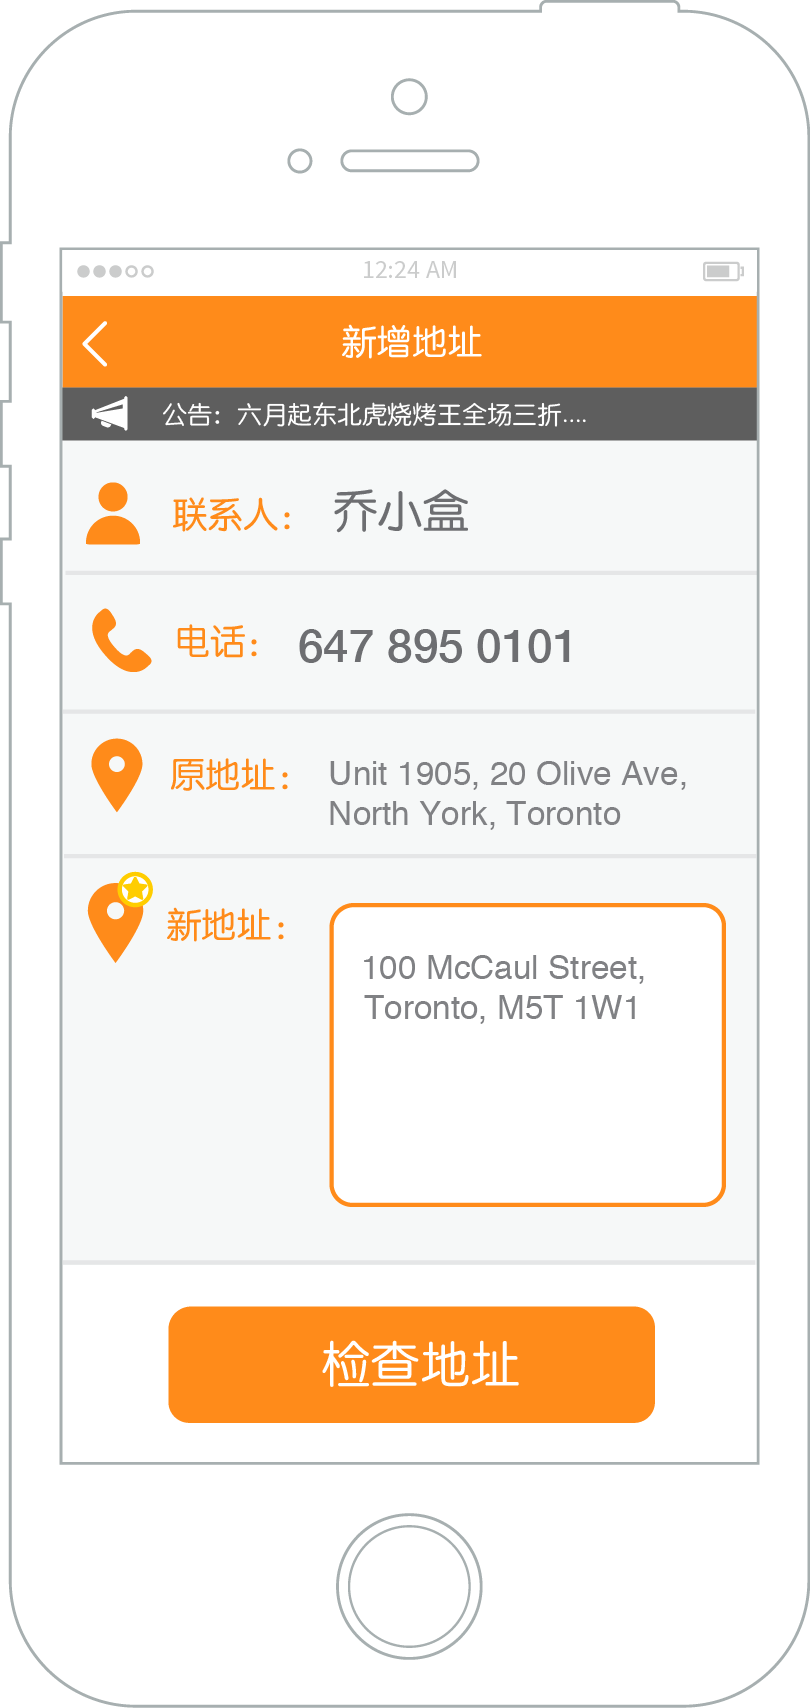 12:24 AM
新增地址
公告：六月起东北虎烧烤王全场三折....
联系人： 乔小盒
电话： 647 895 0101
原地址： Unit 1905, 20 Olive Ave,
North York, Toronto
新地址：
100 McCaul Street,
Toronto, M5T 1W1
检查地址